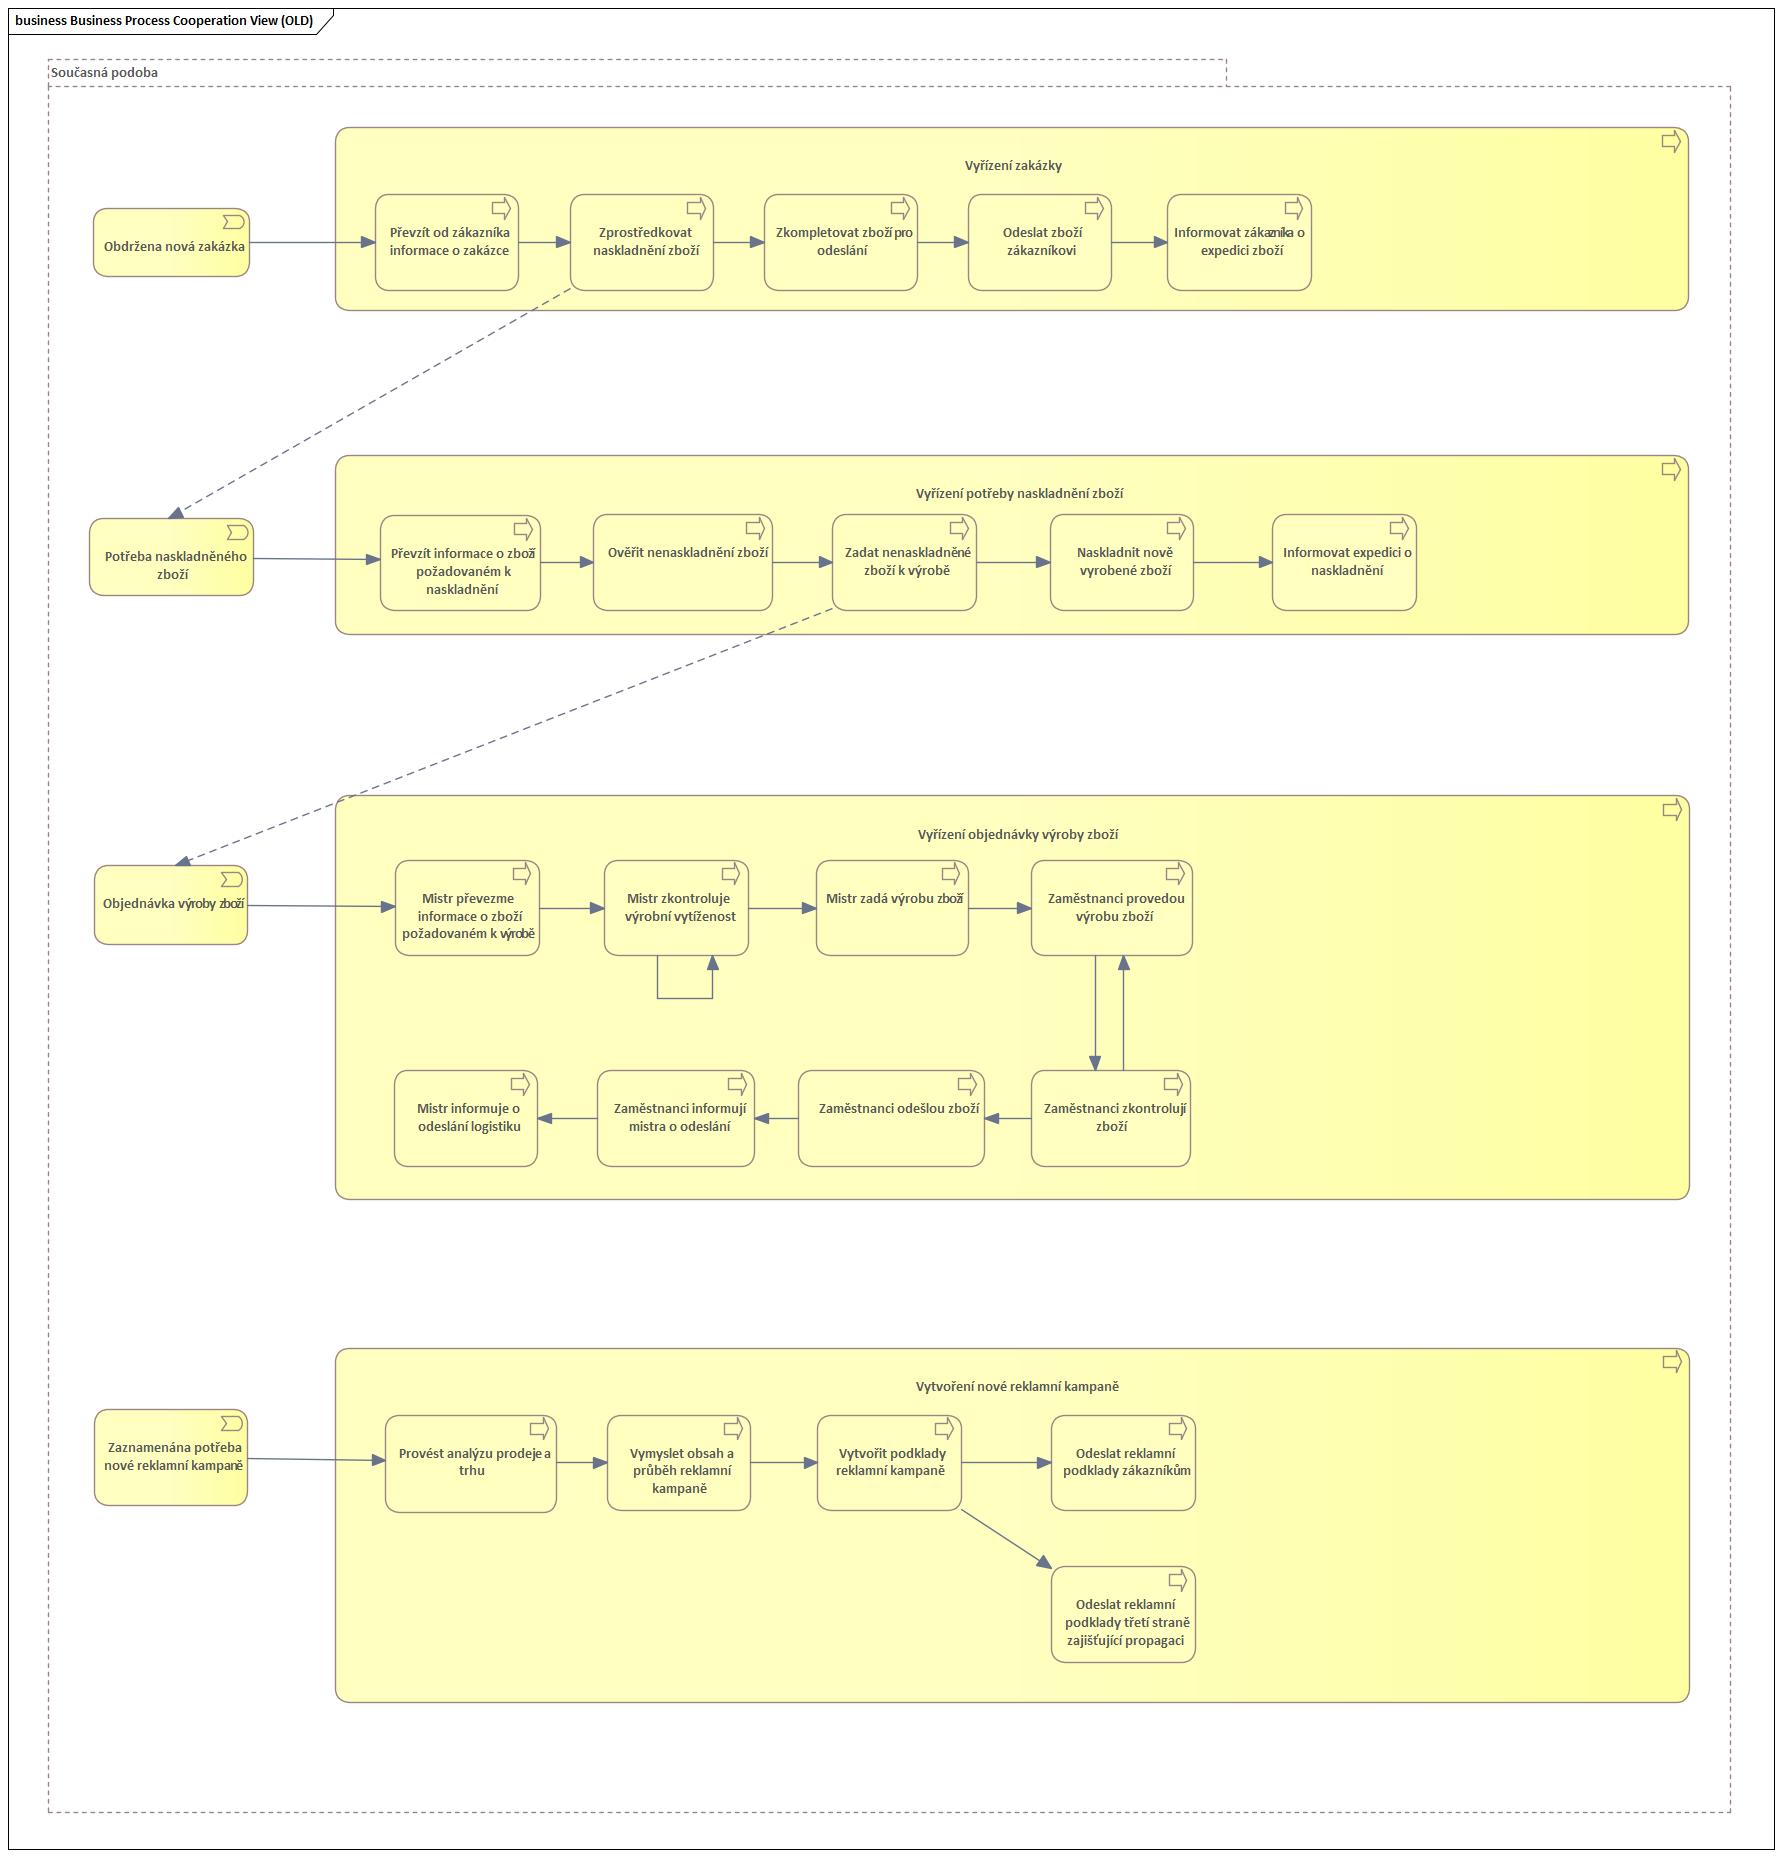 business Business Process Cooperation View (OLD)
Současná podoba
Vyřízení zakázky
Obdržena nová zakázka
Převzít od zákazníka
informace o zakázce
Zprostředkovat
naskladnění zboží
Zkompletovat zboží pro
odeslání
Odeslat zboží
zákazníkovi
Informovat zákazníka o
expedici zboží
Vyřízení potřeby naskladnění zboží
Potřeba naskladněného
zboží
Převzít informace o zboží
požadovaném k
naskladnění
Ověřit nenaskladnění zboží
Zadat nenaskladněné
zboží k výrobě
Naskladnit nově
vyrobené zboží
Informovat expedici o
naskladnění
Vyřízení objednávky výroby zboží
Objednávka výroby zboží
Mistr převezme
informace o zboží
požadovaném k výrobě
Mistr zkontroluje
výrobní vytíženost
Mistr zadá výrobu zboží
Zaměstnanci provedou
výrobu zboží
Mistr informuje o
odeslání logistiku
Zaměstnanci informují
mistra o odeslání
Zaměstnanci odešlou zboží
Zaměstnanci zkontrolují
zboží
Vytvoření nové reklamní kampaně
Zaznamenána potřeba
nové reklamní kampaně
Provést analýzu prodeje a
trhu
Vymyslet obsah a
průběh reklamní
kampaně
Vytvořit podklady
reklamní kampaně
Odeslat reklamní
podklady zákazníkům
Odeslat reklamní
podklady třetí straně
zajišťující propagaci